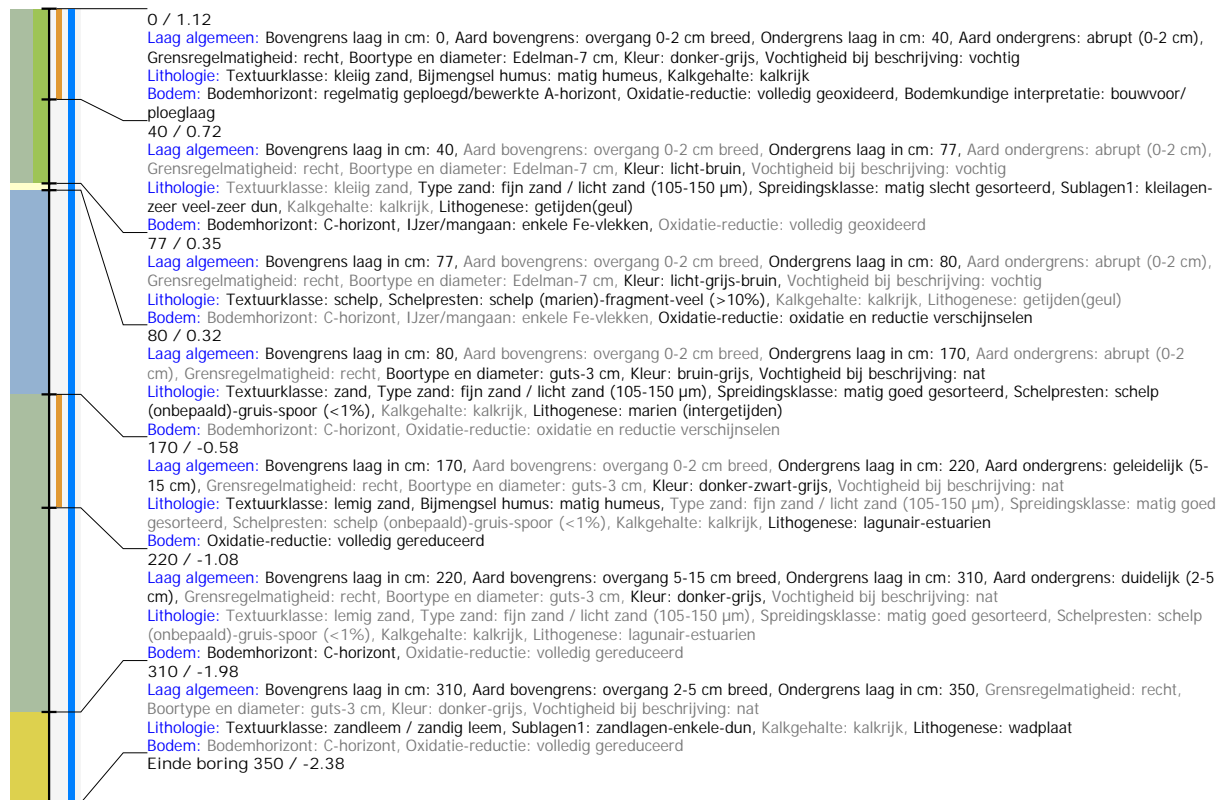 0 / 1.12
Laag algemeen: Bovengrens laag in cm: 0, Aard bovengrens: overgang 0-2 cm breed, Ondergrens laag in cm: 40, Aard ondergrens: abrupt (0-2 cm),
Grensregelmatigheid: recht, Boortype en diameter: Edelman-7 cm, Kleur: donker-grijs, Vochtigheid bij beschrijving: vochtig
Lithologie: Textuurklasse: kleiig zand, Bijmengsel humus: matig humeus, Kalkgehalte: kalkrijk
Bodem: Bodemhorizont: regelmatig geploegd/bewerkte A-horizont, Oxidatie-reductie: volledig geoxideerd, Bodemkundige interpretatie: bouwvoor/
ploeglaag
40 / 0.72
Laag algemeen: Bovengrens laag in cm: 40, Aard bovengrens: overgang 0-2 cm breed, Ondergrens laag in cm: 77, Aard ondergrens: abrupt (0-2 cm),
Grensregelmatigheid: recht, Boortype en diameter: Edelman-7 cm, Kleur: licht-bruin, Vochtigheid bij beschrijving: vochtig
Lithologie: Textuurklasse: kleiig zand, Type zand: fijn zand / licht zand (105-150 µm), Spreidingsklasse: matig slecht gesorteerd, Sublagen1: kleilagen-
zeer veel-zeer dun, Kalkgehalte: kalkrijk, Lithogenese: getijden(geul)
Bodem: Bodemhorizont: C-horizont, IJzer/mangaan: enkele Fe-vlekken, Oxidatie-reductie: volledig geoxideerd
77 / 0.35
Laag algemeen: Bovengrens laag in cm: 77, Aard bovengrens: overgang 0-2 cm breed, Ondergrens laag in cm: 80, Aard ondergrens: abrupt (0-2 cm),
Grensregelmatigheid: recht, Boortype en diameter: Edelman-7 cm, Kleur: licht-grijs-bruin, Vochtigheid bij beschrijving: vochtig
Lithologie: Textuurklasse: schelp, Schelpresten: schelp (marien)-fragment-veel (>10%), Kalkgehalte: kalkrijk, Lithogenese: getijden(geul)
Bodem: Bodemhorizont: C-horizont, IJzer/mangaan: enkele Fe-vlekken, Oxidatie-reductie: oxidatie en reductie verschijnselen
80 / 0.32
Laag algemeen: Bovengrens laag in cm: 80, Aard bovengrens: overgang 0-2 cm breed, Ondergrens laag in cm: 170, Aard ondergrens: abrupt (0-2
cm), Grensregelmatigheid: recht, Boortype en diameter: guts-3 cm, Kleur: bruin-grijs, Vochtigheid bij beschrijving: nat
Lithologie: Textuurklasse: zand, Type zand: fijn zand / licht zand (105-150 µm), Spreidingsklasse: matig goed gesorteerd, Schelpresten: schelp
(onbepaald)-gruis-spoor (<1%), Kalkgehalte: kalkrijk, Lithogenese: marien (intergetijden)
Bodem: Bodemhorizont: C-horizont, Oxidatie-reductie: oxidatie en reductie verschijnselen
170 / -0.58
Laag algemeen: Bovengrens laag in cm: 170, Aard bovengrens: overgang 0-2 cm breed, Ondergrens laag in cm: 220, Aard ondergrens: geleidelijk (5-
15 cm), Grensregelmatigheid: recht, Boortype en diameter: guts-3 cm, Kleur: donker-zwart-grijs, Vochtigheid bij beschrijving: nat
Lithologie: Textuurklasse: lemig zand, Bijmengsel humus: matig humeus, Type zand: fijn zand / licht zand (105-150 µm), Spreidingsklasse: matig goed
gesorteerd, Schelpresten: schelp (onbepaald)-gruis-spoor (<1%), Kalkgehalte: kalkrijk, Lithogenese: lagunair-estuarien
Bodem: Oxidatie-reductie: volledig gereduceerd
220 / -1.08
Laag algemeen: Bovengrens laag in cm: 220, Aard bovengrens: overgang 5-15 cm breed, Ondergrens laag in cm: 310, Aard ondergrens: duidelijk (2-5
cm), Grensregelmatigheid: recht, Boortype en diameter: guts-3 cm, Kleur: donker-grijs, Vochtigheid bij beschrijving: nat
Lithologie: Textuurklasse: lemig zand, Type zand: fijn zand / licht zand (105-150 µm), Spreidingsklasse: matig goed gesorteerd, Schelpresten: schelp
(onbepaald)-gruis-spoor (<1%), Kalkgehalte: kalkrijk, Lithogenese: lagunair-estuarien
Bodem: Bodemhorizont: C-horizont, Oxidatie-reductie: volledig gereduceerd
310 / -1.98
Laag algemeen: Bovengrens laag in cm: 310, Aard bovengrens: overgang 2-5 cm breed, Ondergrens laag in cm: 350, Grensregelmatigheid: recht,
Boortype en diameter: guts-3 cm, Kleur: donker-grijs, Vochtigheid bij beschrijving: nat
Lithologie: Textuurklasse: zandleem / zandig leem, Sublagen1: zandlagen-enkele-dun, Kalkgehalte: kalkrijk, Lithogenese: wadplaat
Bodem: Bodemhorizont: C-horizont, Oxidatie-reductie: volledig gereduceerd
Einde boring 350 / -2.38